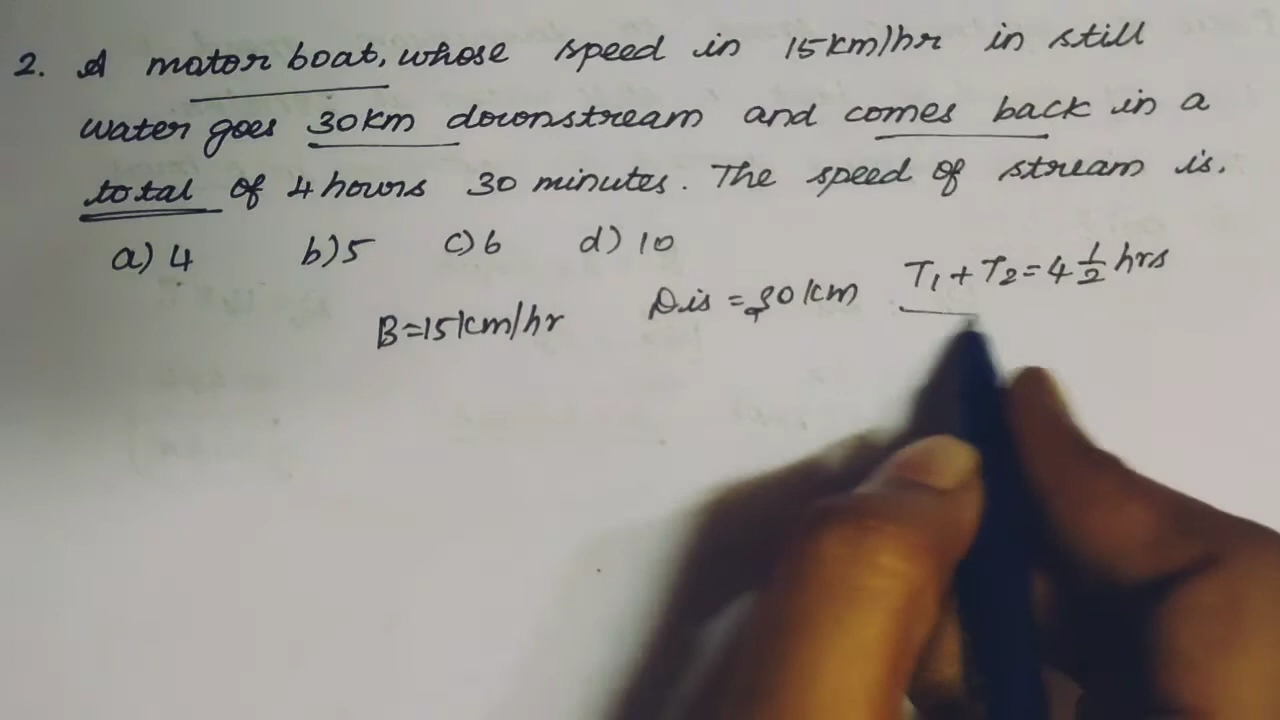 2. A motor boat, whose speed in 15km/hr in still
water goes 30km downstream and comes back in a
total of 4 hours 30 minutes. The speed of stream is.
a) 4 b) 5 c) 6 d) 10
B=15km/hr Dis = 30km T1 + T2 = 4 1/2 hrs